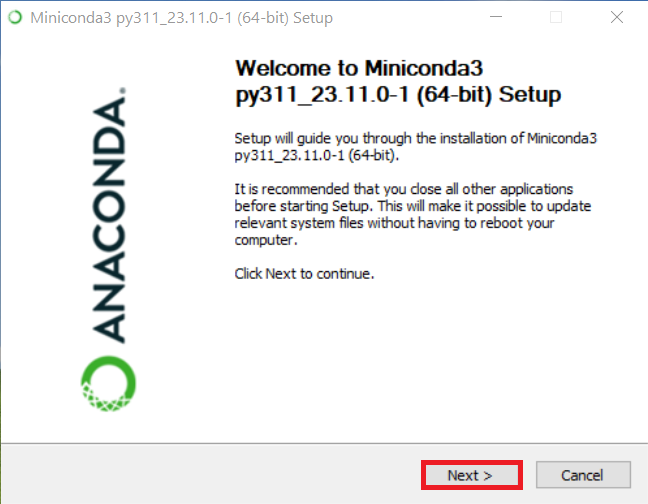 Miniconda3 py311_23.11.0-1 (64-bit) Setup
Welcome to Miniconda3
py311_23.11.0-1 (64-bit) Setup
Setup will guide you through the installation of Miniconda3
py311_23.11.0-1 (64-bit).
It is recommended that you close all other applications
before starting Setup. This will make it possible to update
relevant system files without having to reboot your
computer.
Click Next to continue.
ANACONDA.
Next >
Cancel